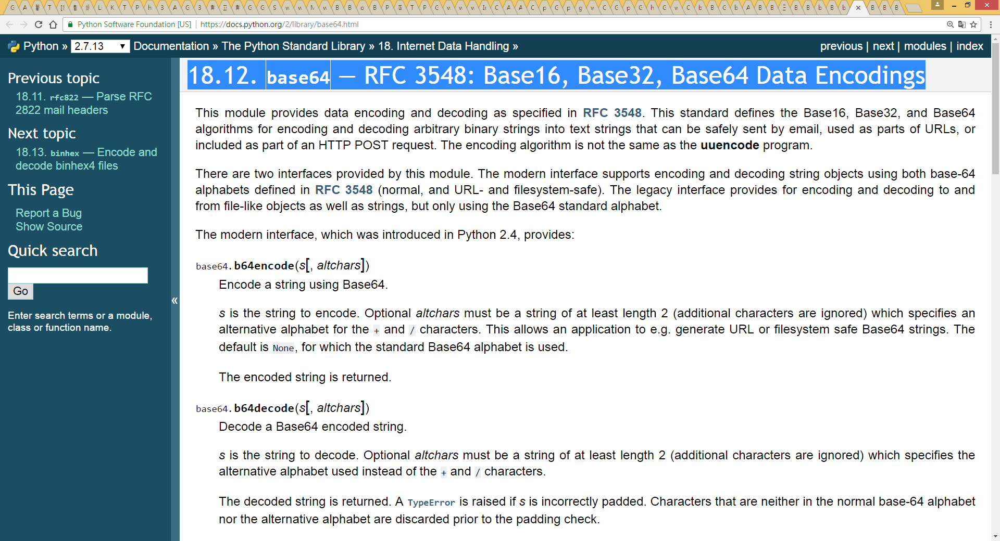 Python Software Foundation [US] | https://docs.python.org/2/library/base64.html
Python » 2.7.13 Documentation » The Python Standard Library » 18. Internet Data Handling »
previous | next | modules | index
Previous topic
18.11. rfc822 — Parse RFC
2822 mail headers
Next topic
18.13. binhex — Encode and
decode binhex4 files
This Page
Report a Bug
Show Source
Quick search
Go
Enter search terms or a module,
class or function name.
«
18.12. base64 — RFC 3548: Base16, Base32, Base64 Data Encodings
This module provides data encoding and decoding as specified in RFC 3548. This standard defines the Base16, Base32, and Base64
algorithms for encoding and decoding arbitrary binary strings into text strings that can be safely sent by email, used as parts of URLs, or
included as part of an HTTP POST request. The encoding algorithm is not the same as the uuencode program.
There are two interfaces provided by this module. The modern interface supports encoding and decoding string objects using both base-64
alphabets defined in RFC 3548 (normal, and URL- and filesystem-safe). The legacy interface provides for encoding and decoding to and
from file-like objects as well as strings, but only using the Base64 standard alphabet.
The modern interface, which was introduced in Python 2.4, provides:
base64.b64encode(s[, altchars])
Encode a string using Base64.
s is the string to encode. Optional altchars must be a string of at least length 2 (additional characters are ignored) which specifies an
alternative alphabet for the + and / characters. This allows an application to e.g. generate URL or filesystem safe Base64 strings. The
default is None, for which the standard Base64 alphabet is used.
The encoded string is returned.
base64.b64decode(s[, altchars])
Decode a Base64 encoded string.
s is the string to decode. Optional altchars must be a string of at least length 2 (additional characters are ignored) which specifies the
alternative alphabet used instead of the + and / characters.
The decoded string is returned. A TypeError is raised if s is incorrectly padded. Characters that are neither in the normal base-64 alphabet
nor the alternative alphabet are discarded prior to the padding check.